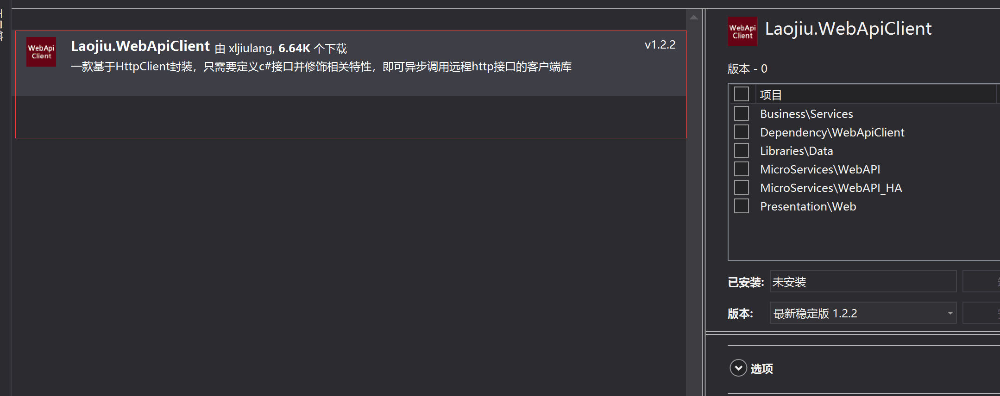 WebApi
Client
Laojiu.WebApiClient 由 xljiulang, 6.64K 个下载
v1.2.2
一款基于HttpClient封装，只需要定义c#接口并修饰相关特性，即可异步调用远程http接口的客户端库
WebApi
Client
Laojiu.WebApiClient
版本 - 0
项目
Business\Services
Dependency\WebApiClient
Libraries\Data
MicroServices\WebAPI
MicroServices\WebAPI_HA
Presentation\Web
已安装: 未安装
版本: 最新稳定版 1.2.2
选项